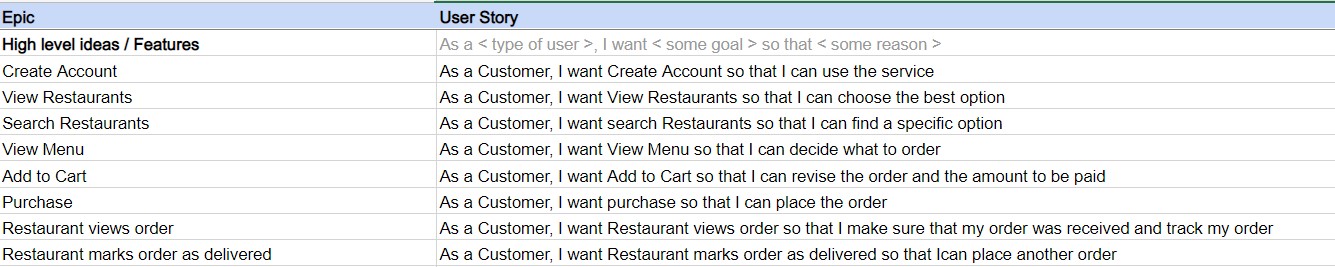 Epic User Story
High level ideas / Features As a < type of user >, I want < some goal > so that < some reason >
Create Account As a Customer, I want Create Account so that I can use the service
View Restaurants As a Customer, I want View Restaurants so that I can choose the best option
Search Restaurants As a Customer, I want search Restaurants so that I can find a specific option
View Menu As a Customer, I want View Menu so that I can decide what to order
Add to Cart As a Customer, I want Add to Cart so that I can revise the order and the amount to be paid
Purchase As a Customer, I want purchase so that I can place the order
Restaurant views order As a Customer, I want Restaurant views order so that I make sure that my order was received and track my order
Restaurant marks order as delivered As a Customer, I want Restaurant marks order as delivered so that Ican place another order